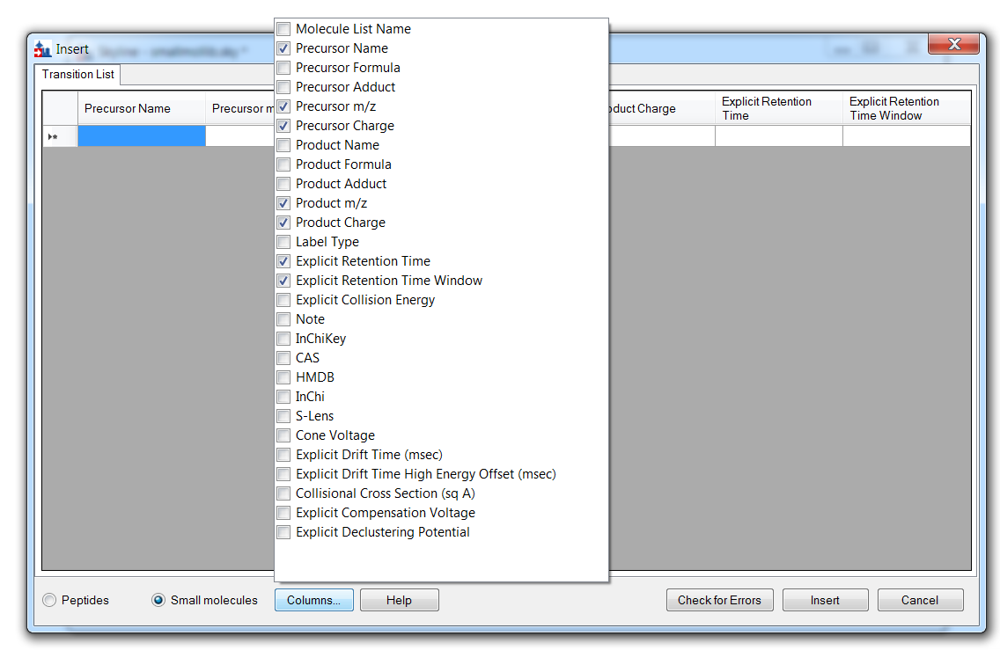 Insert
Transition List
Precursor Name
Precursor m
oduct Charge
Explicit Retention
Time
Explicit Retention
Time Window
Molecule List Name
Precursor Name
Precursor Formula
Precursor Adduct
Precursor m/z
Precursor Charge
Product Name
Product Formula
Product Adduct
Product m/z
Product Charge
Label Type
Explicit Retention Time
Explicit Retention Time Window
Explicit Collision Energy
Note
InChiKey
CAS
HMDB
InChi
S-Lens
Cone Voltage
Explicit Drift Time (msec)
Explicit Drift Time High Energy Offset (msec)
Collisional Cross Section (sq A)
Explicit Compensation Voltage
Explicit Declustering Potential
Peptides
Small molecules
Columns...
Help
Check for Errors
Insert
Cancel